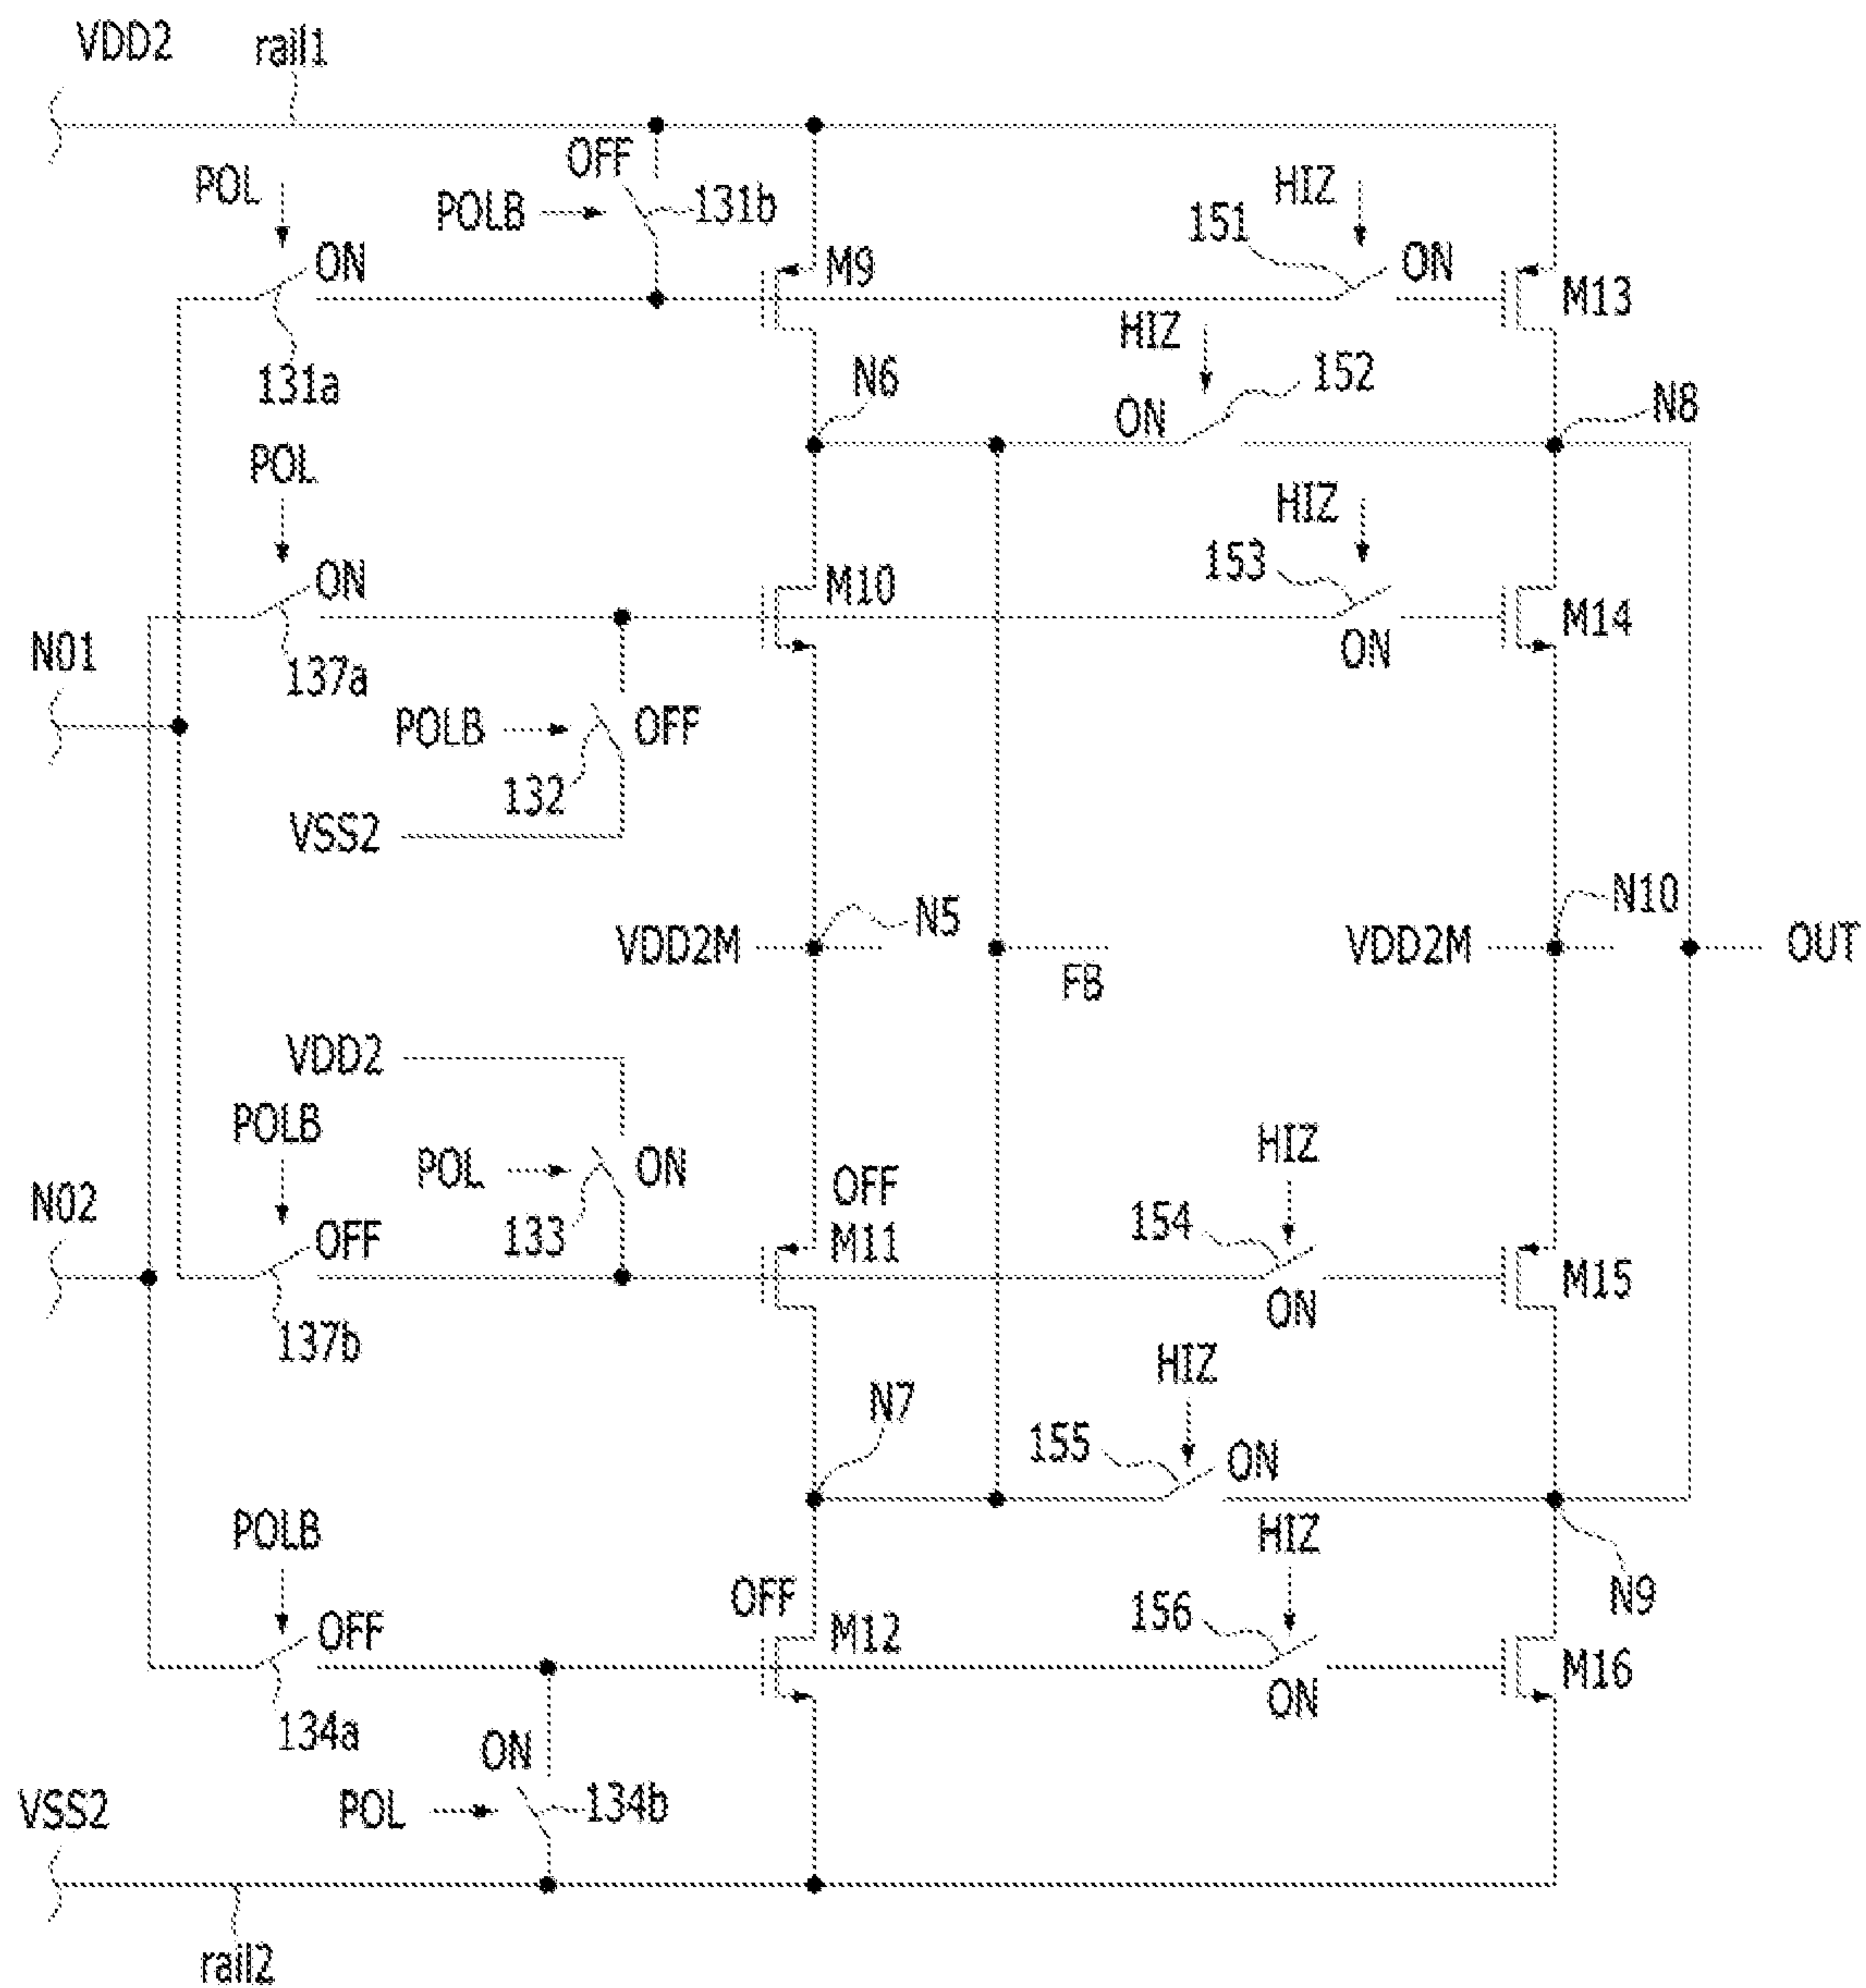 VDD2
rail1
POL
OFF
POLB
131b
HIZ
151
ON
M9
ON
M13
131a
HIZ
N6
152
N8
ON
POL
HIZ
153
ON
M10
M14
N01
137a
ON
POLB
OFF
132
VSS2
N5
N10
VDD2M
VDD2M
OUT
FB
VDD2
POLB
HIZ
POL
ON
OFF
N02
154
133
OFF
M11
M15
137b
ON
HIZ
N7
155
ON
POLB
HIZ
OFF
N9
156
OFF
M12
M16
134a
ON
ON
VSS2
POL
134b
rail2